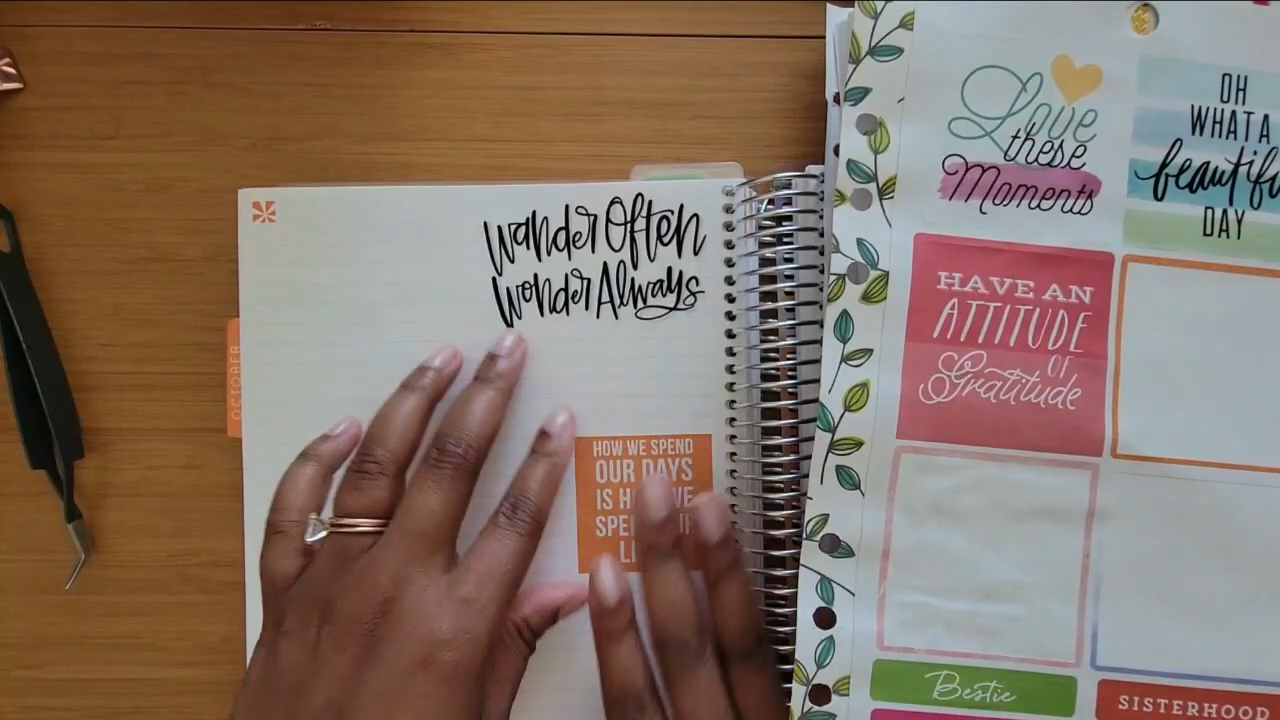 wander Often
wonder Always
OCTOBER
HOW WE SPEND
OUR DAYS
IS
SPE
LI
Love
these
Moments
OH
WHAT A
beautifu
DAY
HAVE AN
ATTITUDE
OF
Gratitude
Bestie
SISTERHOOD